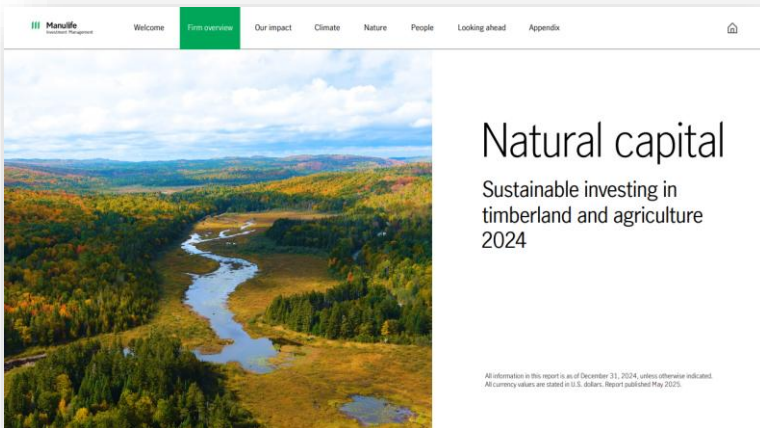 Manulife
Investment Management
Welcome
Firm overview
Our impact
Climate
Nature
People
Looking ahead
Appendix
Natural capital
Sustainable investing in
timberland and agriculture
2024
All information in this report is as of December 31, 2024, unless otherwise indicated.
All currency values are stated in U.S. dollars. Report published May 2025.